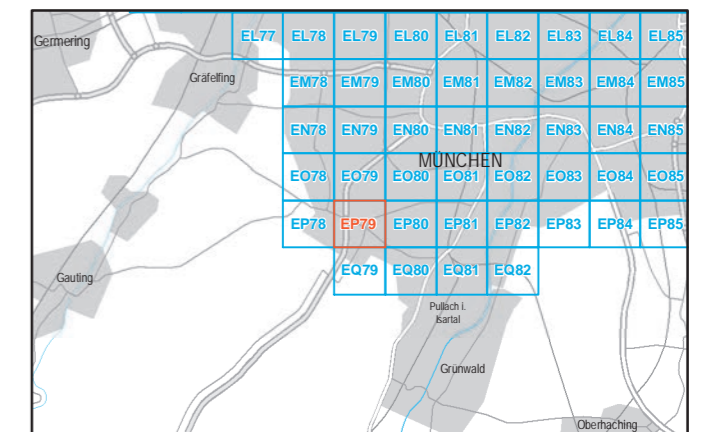 EL77 EL78 EL79 EL80 EL81 EL82 EL83 EL84 EL85
Germering
Gräfelfing
EM78 EM79 EM80 EM81 EM82 EM83 EM84 EM85
EN78 EN79 EN80 EN81 EN82 EN83 EN84 EN85
MÜNCHEN
EO78 EO79 EO80 EO81 EO82 EO83 EO84 EO85
EP78 EP79 EP80 EP81 EP82 EP83 EP84 EP85
EQ79 EQ80 EQ81 EQ82
Gauting
Pullach i.
Isartal
Grünwald
Oberhaching